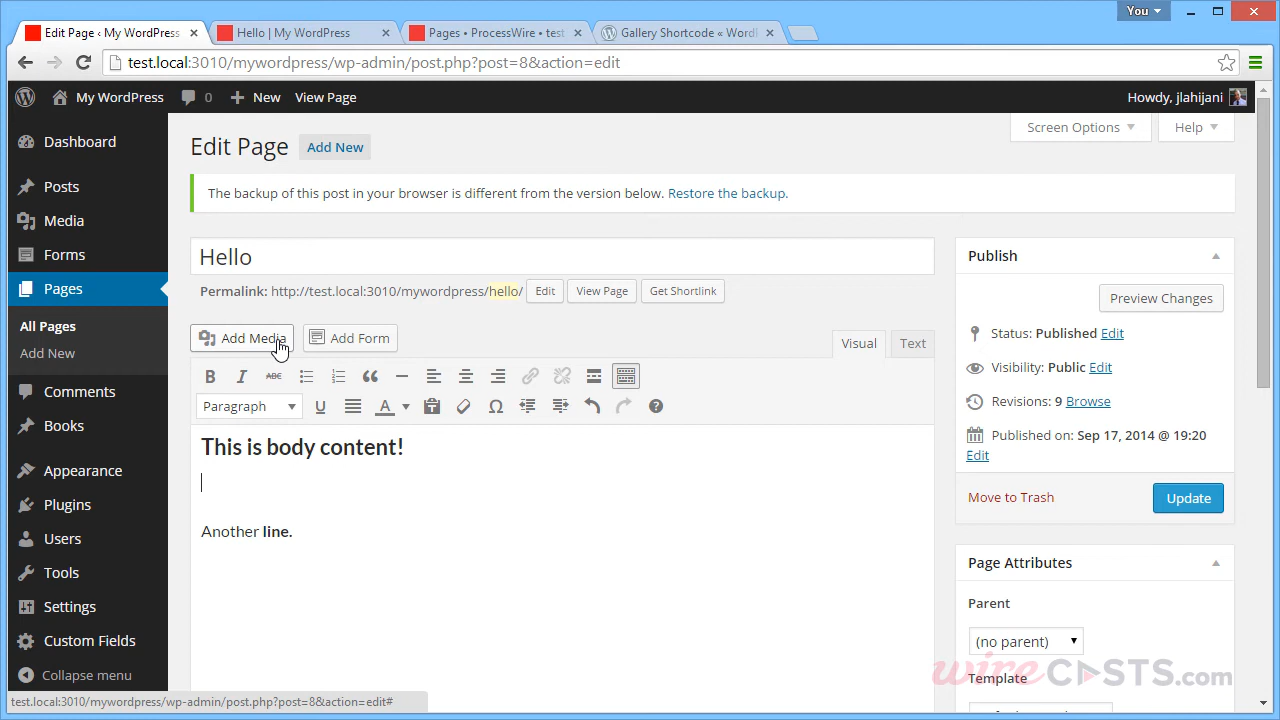 You
Edit Page ‹ My WordPress
Hello | My WordPress
Pages • ProcessWire • test
Gallery Shortcode « WordP
test.local:3010/mywordpress/wp-admin/post.php?post=8&action=edit
My WordPress
0
New
View Page
Howdy, jlahijani
Dashboard
Posts
Media
Forms
Pages
All Pages
Add New
Comments
Books
Appearance
Plugins
Users
Tools
Settings
Custom Fields
Collapse menu
Screen Options
Help
Edit Page
Add New
The backup of this post in your browser is different from the version below. Restore the backup.
Hello
Permalink: http://test.local:3010/mywordpress/hello/
Edit
View Page
Get Shortlink
Add Media
Add Form
Visual
Text
B I ABC
Paragraph
U
A
Ω
This is body content!
Another line.
Publish
Preview Changes
Status: Published Edit
Visibility: Public Edit
Revisions: 9 Browse
Published on: Sep 17, 2014 @ 19:20
Edit
Move to Trash
Update
Page Attributes
Parent
(no parent)
Template
wireCASTS.com
test.local:3010/mywordpress/wp-admin/post.php?post=8&action=edit#